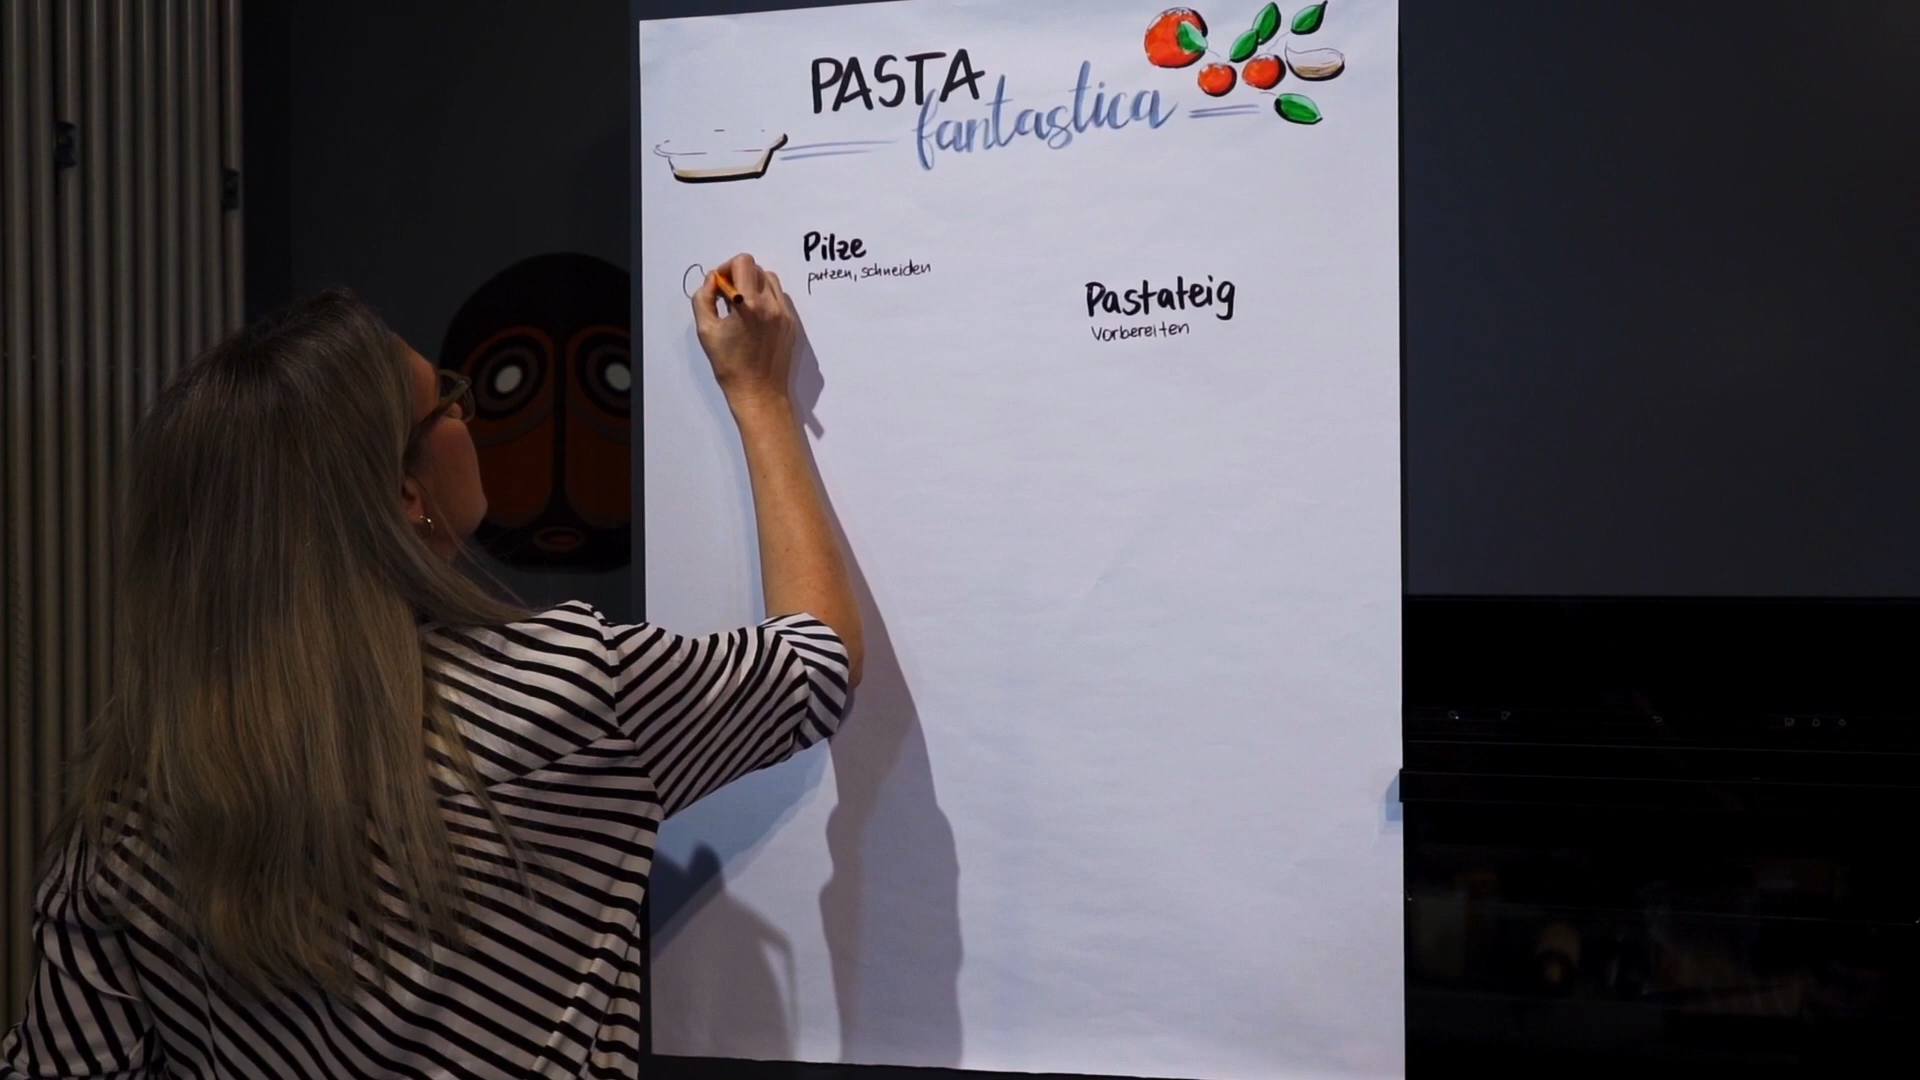 PASTA
fantastica
Pilze
putzen, schneiden
Pastateig
vorbereiten